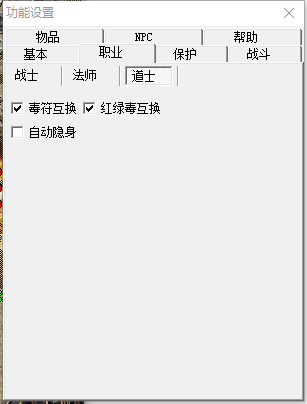 功能设置
物品 NPC 帮助
基本 职业 保护 战斗
战士 法师 道士
毒符互换 红绿毒互换
自动隐身